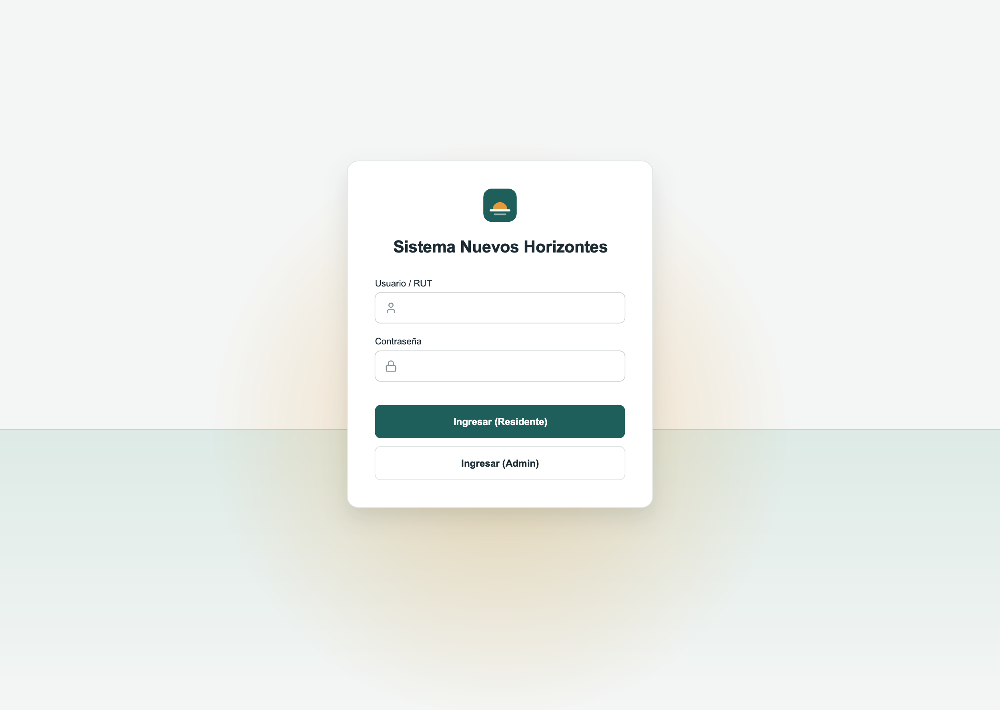 Sistema Nuevos Horizontes
Usuario / RUT
Contraseña
Ingresar (Residente)
Ingresar (Admin)